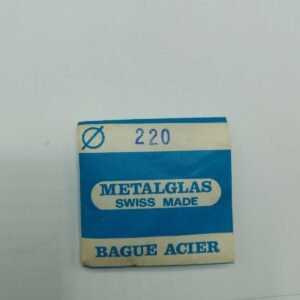 Ø 220
METALGLAS
SWISS MADE
BAGUE ACIER